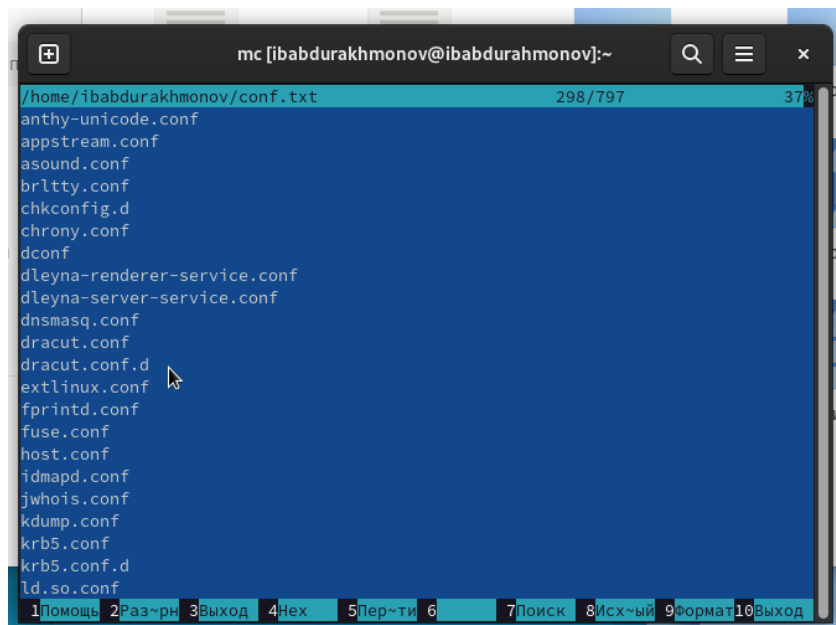 mc [ibabdurakhmonov@ibabdurahmonov]:~
/home/ibabdurakhmonov/conf.txt 298/797 37%
anthy-unicode.conf
appstream.conf
asound.conf
brltty.conf
chkconfig.d
chrony.conf
dconf
dleyna-renderer-service.conf
dleyna-server-service.conf
dnsmasq.conf
dracut.conf
dracut.conf.d
extlinux.conf
fprintd.conf
fuse.conf
host.conf
idmapd.conf
jwhois.conf
kdump.conf
krb5.conf
krb5.conf.d
ld.so.conf
1Помощь 2Раз~рн 3Выход 4Hex 5Пер~ти 6 7Поиск 8Исх~ый 9Формат 10Выход